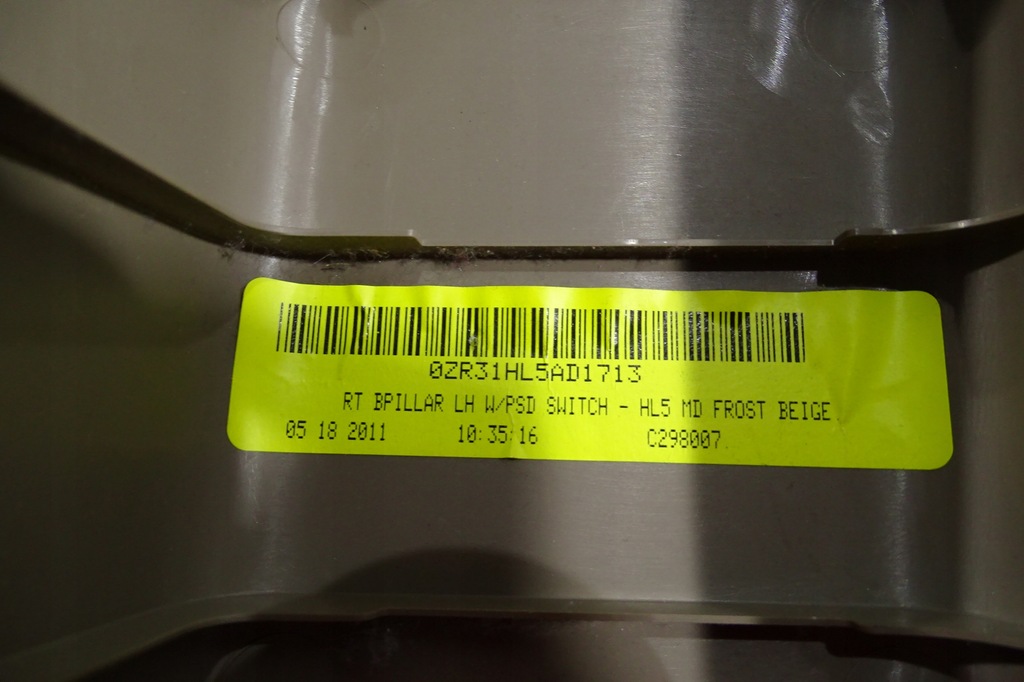 0ZR31HL5AD1713
RT BPILLAR LH W/PSD SWITCH - HL5 MD FROST BEIGE
05 18 2011 10:35:16 C298007